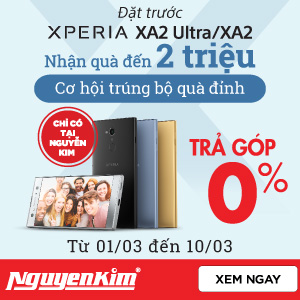 Đặt trước
XPERIA XA2 Ultra/XA2
Nhận quà đến 2 triệu
Cơ hội trúng bộ quà đỉnh
CHỈ CÓ
TẠI
NGUYỄN
KIM
TRẢ GÓP
0%
XPERIA
Từ 01/03 đến 10/03
NguyenKim®
XEM NGAY